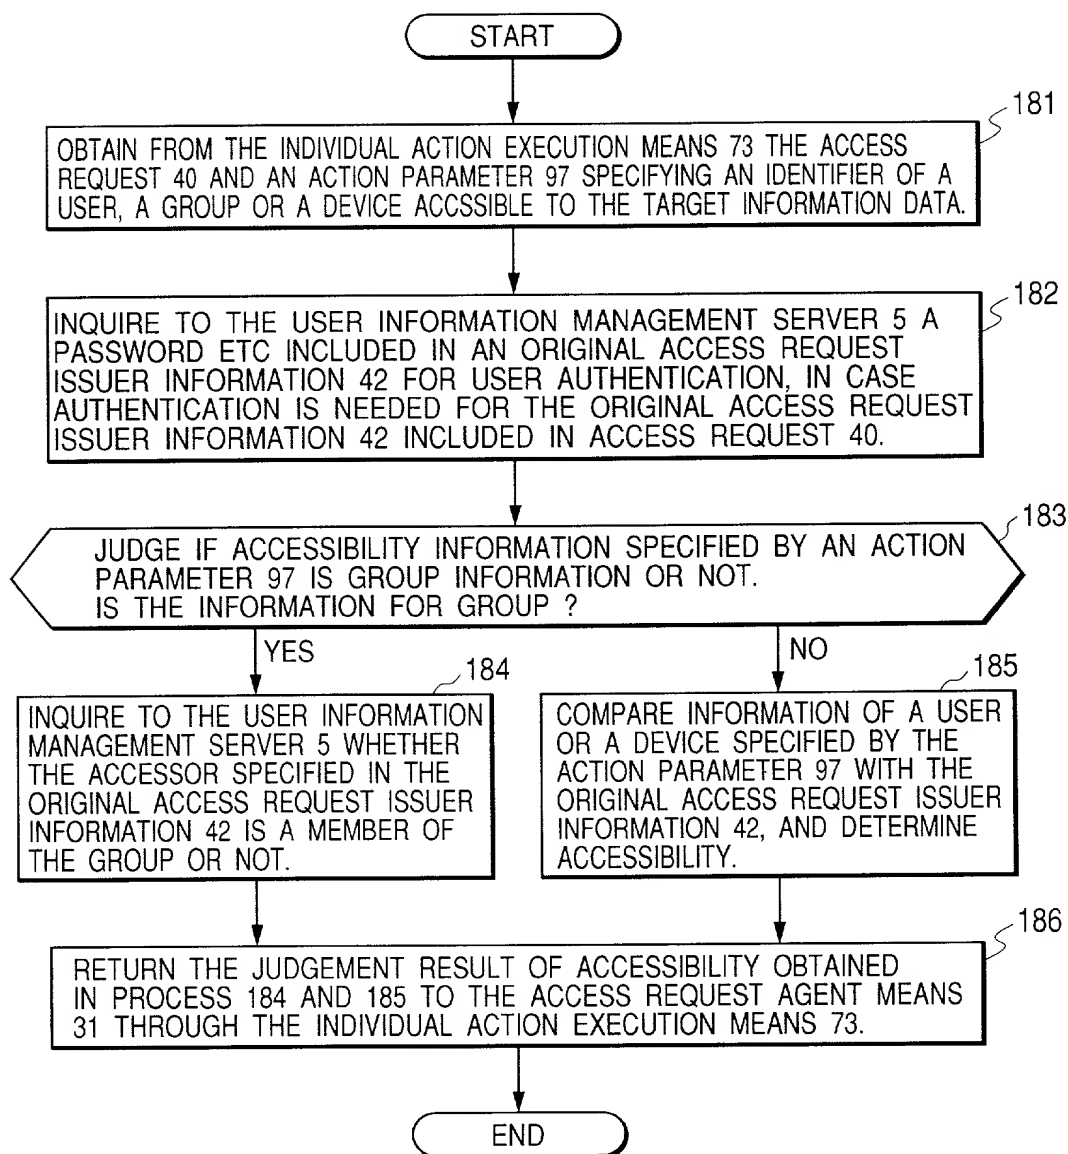 START
181
OBTAIN FROM THE INDIVIDUAL ACTION EXECUTION MEANS 73 THE ACCESS
REQUEST 40 AND AN ACTION PARAMETER 97 SPECIFYING AN IDENTIFIER OF A
USER, A GROUP OR A DEVICE ACCSSIBLE TO THE TARGET INFORMATION DATA.
182
INQUIRE TO THE USER INFORMATION MANAGEMENT SERVER 5 A
PASSWORD ETC INCLUDED IN AN ORIGINAL ACCESS REQUEST
ISSUER INFORMATION 42 FOR USER AUTHENTICATION, IN CASE
AUTHENTICATION IS NEEDED FOR THE ORIGINAL ACCESS REQUEST
ISSUER INFORMATION 42 INCLUDED IN ACCESS REQUEST 40.
183
JUDGE IF ACCESSIBILITY INFORMATION SPECIFIED BY AN ACTION
PARAMETER 97 IS GROUP INFORMATION OR NOT.
IS THE INFORMATION FOR GROUP ?
YES
NO
184
INQUIRE TO THE USER INFORMATION
MANAGEMENT SERVER 5 WHETHER
THE ACCESSOR SPECIFIED IN THE
ORIGINAL ACCESS REQUEST ISSUER
INFORMATION 42 IS A MEMBER OF
THE GROUP OR NOT.
185
COMPARE INFORMATION OF A USER
OR A DEVICE SPECIFIED BY THE
ACTION PARAMETER 97 WITH THE
ORIGINAL ACCESS REQUEST ISSUER
INFORMATION 42, AND DETERMINE
ACCESSIBILITY.
186
RETURN THE JUDGEMENT RESULT OF ACCESSIBILITY OBTAINED
IN PROCESS 184 AND 185 TO THE ACCESS REQUEST AGENT MEANS
31 THROUGH THE INDIVIDUAL ACTION EXECUTION MEANS 73.
END